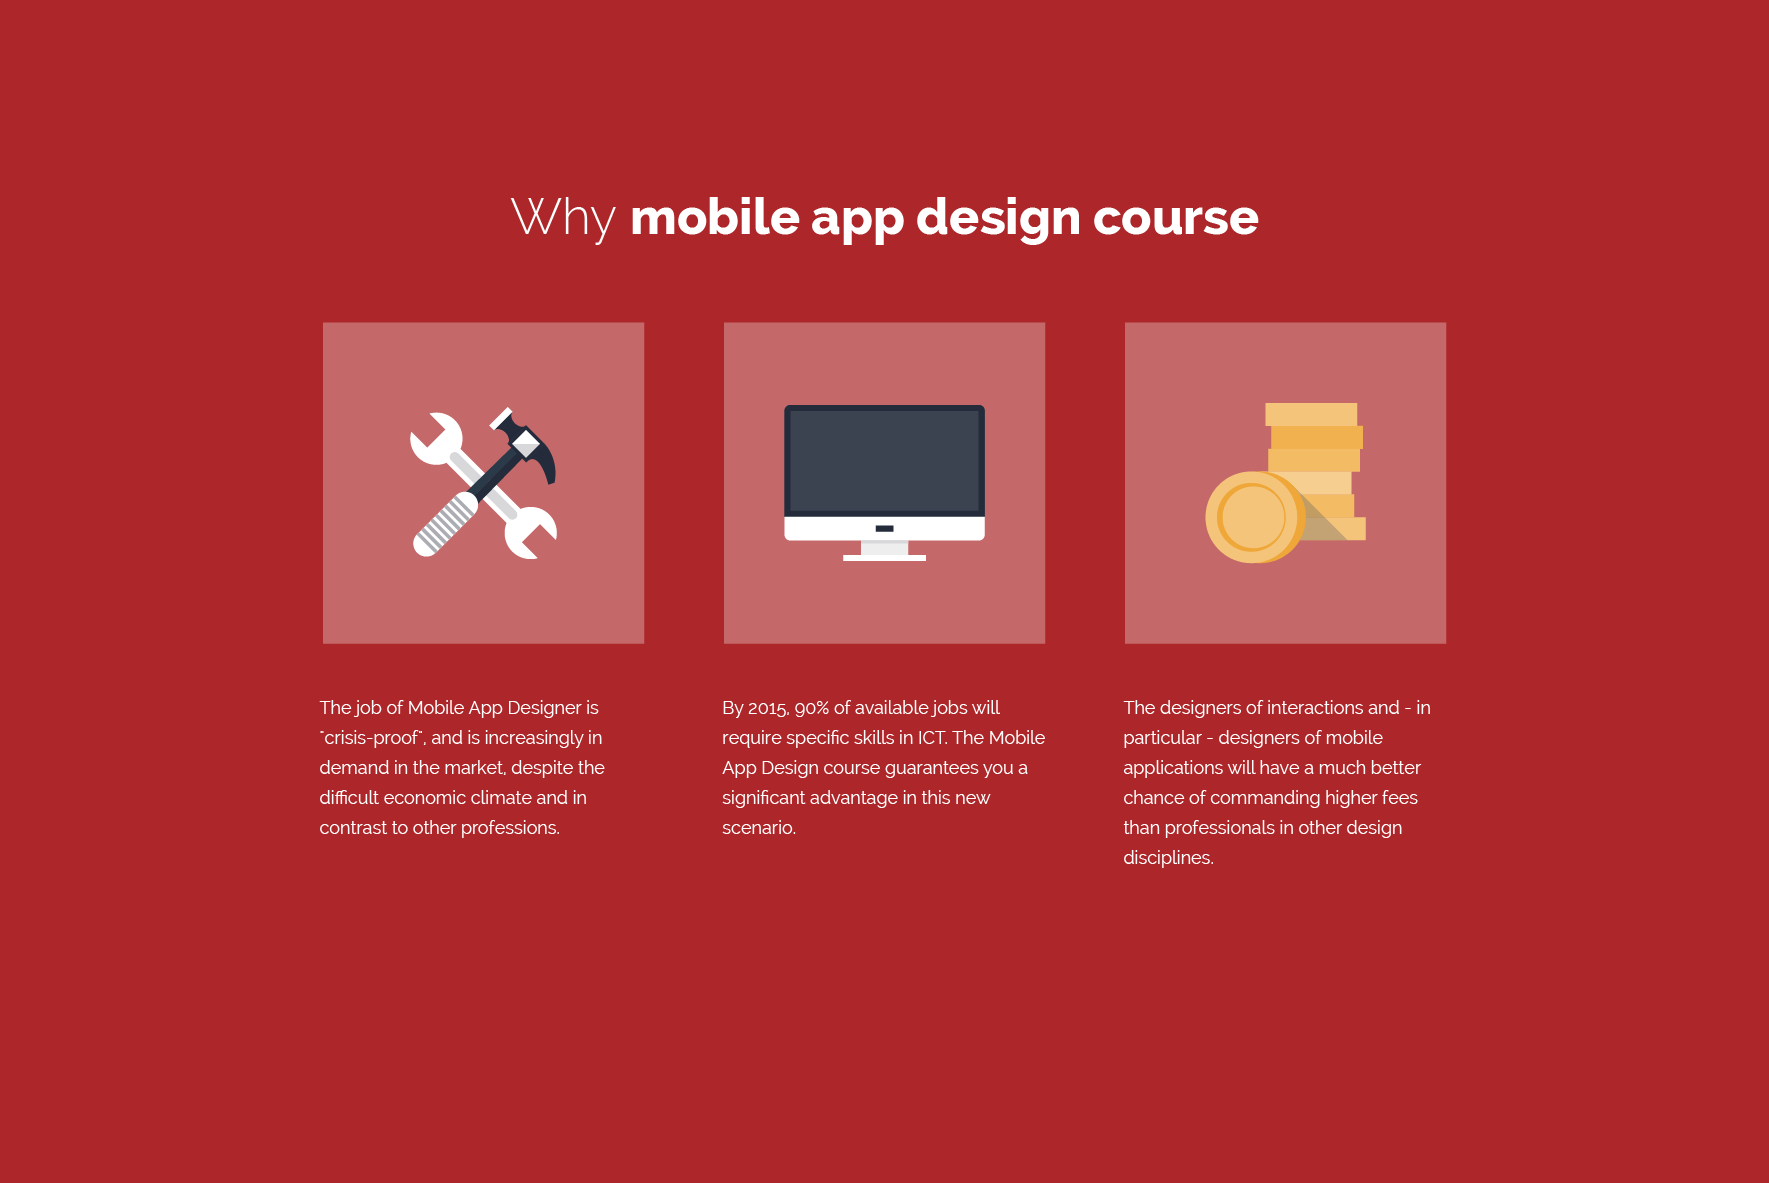 Why mobile app design course
The job of Mobile App Designer is
"crisis-proof", and is increasingly in
demand in the market, despite the
difficult economic climate and in
contrast to other professions.
By 2015, 90% of available jobs will
require specific skills in ICT. The Mobile
App Design course guarantees you a
significant advantage in this new
scenario.
The designers of interactions and - in
particular - designers of mobile
applications will have a much better
chance of commanding higher fees
than professionals in other design
disciplines.